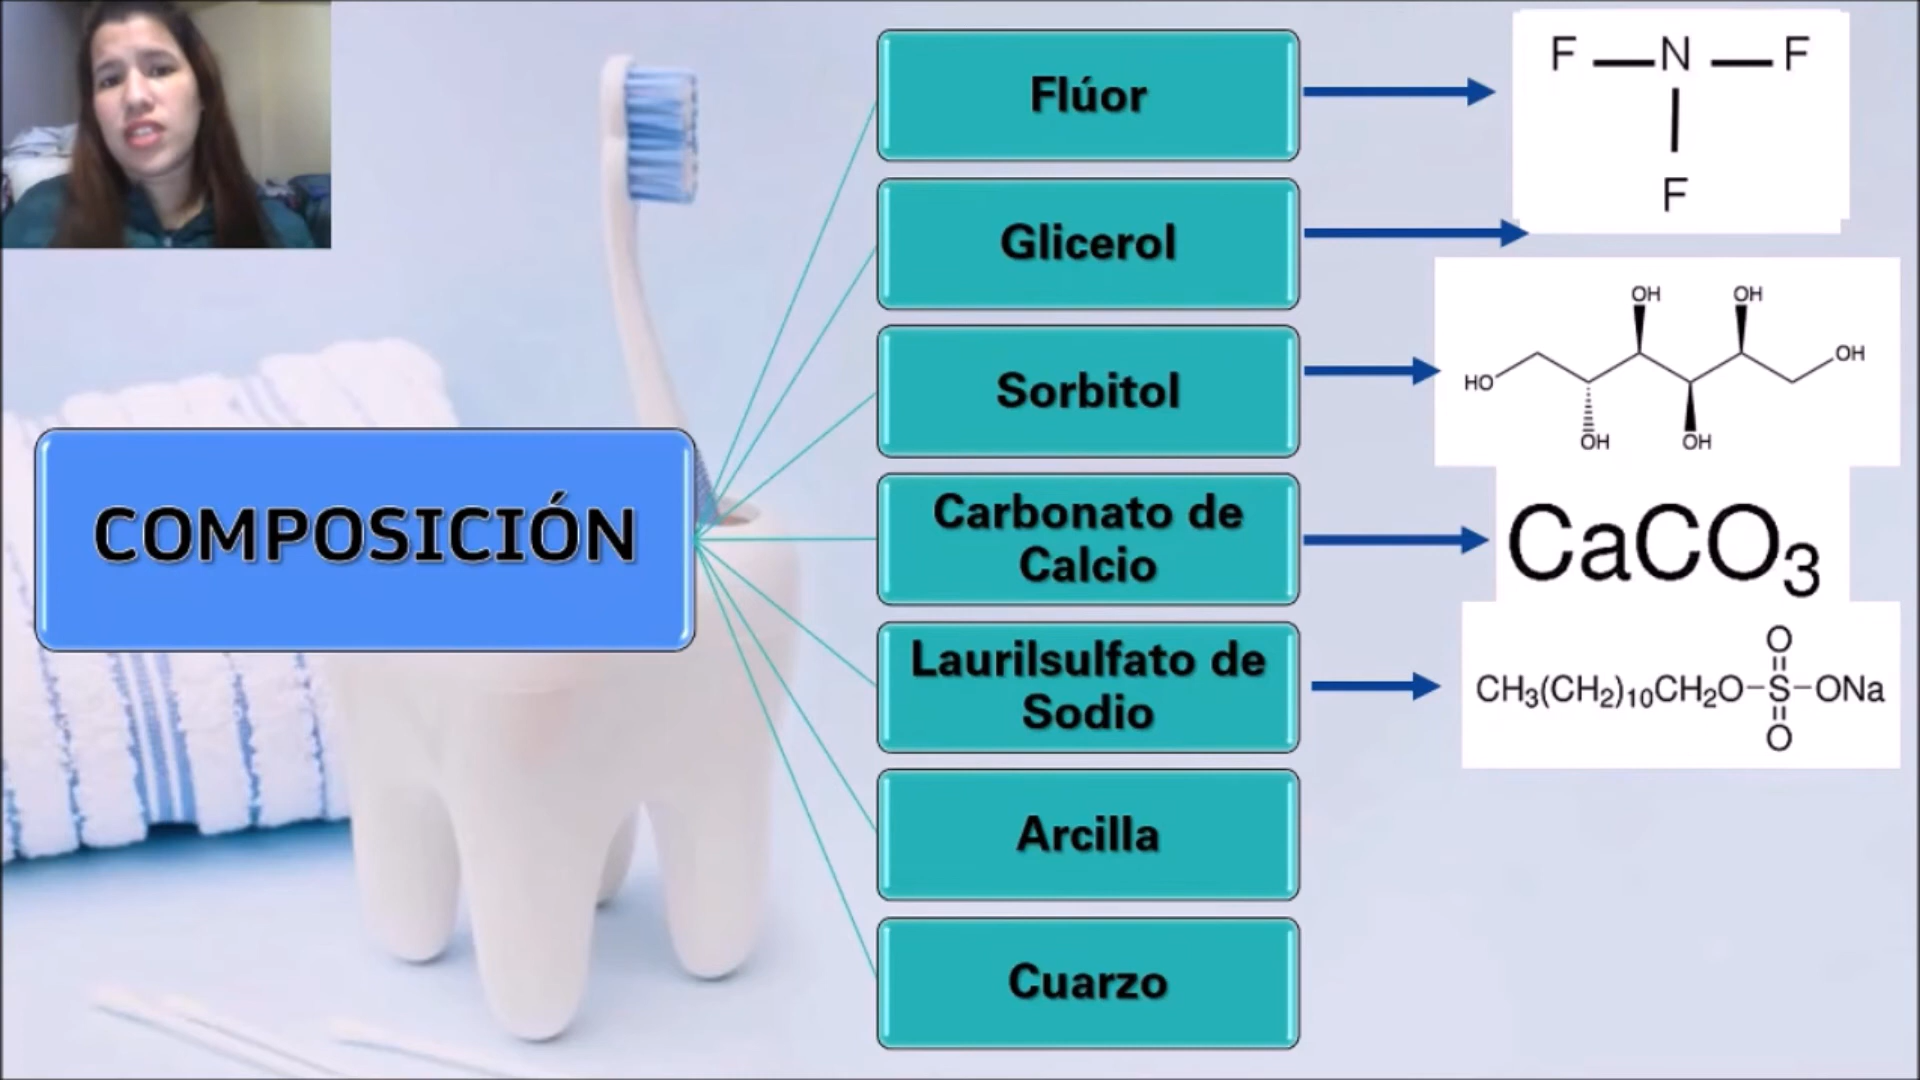 COMPOSICIÓN
Flúor
F — N — F
F
Glicerol
Sorbitol
OH OH
HO OH
OH OH
Carbonato de
Calcio
CaCO₃
Laurilsulfato de
Sodio
O
CH₃(CH₂)₁₀CH₂O–S–ONa
O
Arcilla
Cuarzo